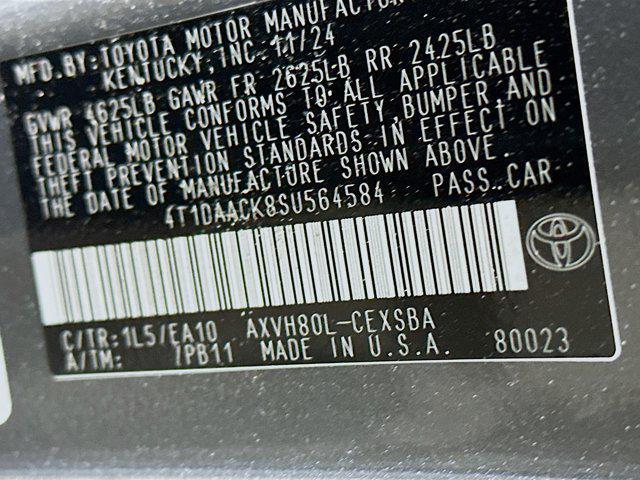 MFD. BY: TOYOTA MOTOR MANUFACTUR
KENTUCKY, INC. 11/24
GVWR 4625LB GAWR FR 2625LB RR 2425LB
THIS VEHICLE CONFORMS TO ALL APPLICABLE
FEDERAL MOTOR VEHICLE SAFETY, BUMPER AND
THEFT PREVENTION STANDARDS IN EFFECT ON
THE DATE OF MANUFACTURE SHOWN ABOVE.
4T1DAACK8SU564584 PASS. CAR
C/TR: 1L5/EA10 AXVH80L-CEXSBA
A/TM: /PB11 MADE IN U.S.A. 80023